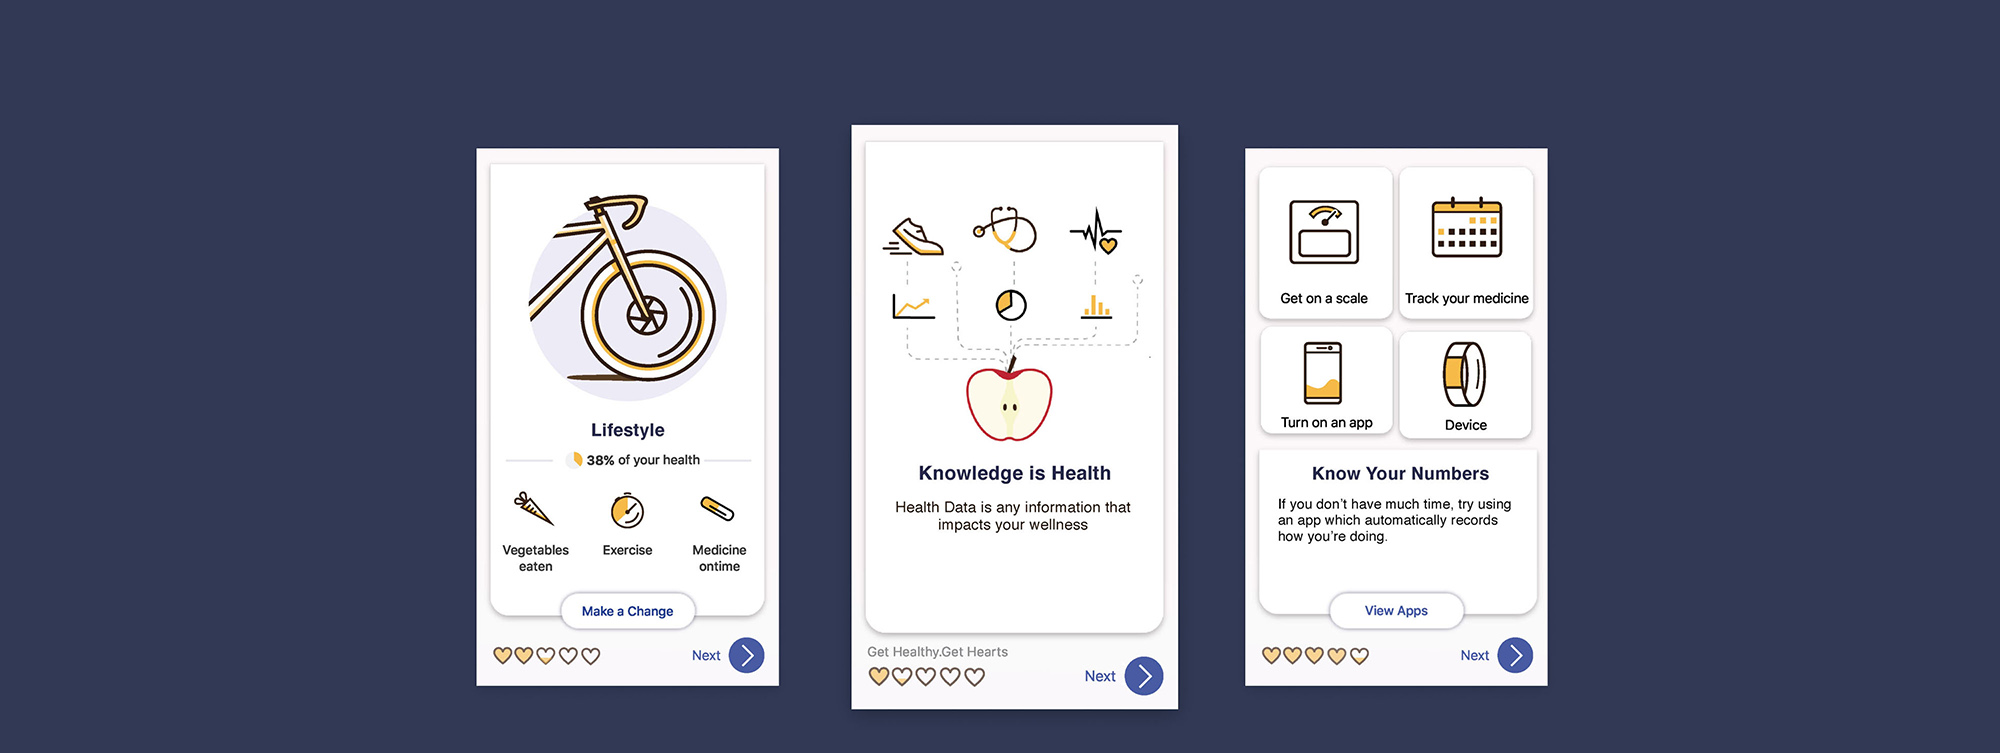 Lifestyle
38% of your health
Vegetables
eaten
Exercise
Medicine
ontime
Make a Change
Next
Knowledge is Health
Health Data is any information that
impacts your wellness
Get Healthy.Get Hearts
Next
Get on a scale
Track your medicine
Turn on an app
Device
Know Your Numbers
If you don't have much time, try using
an app which automatically records
how you're doing.
View Apps
Next